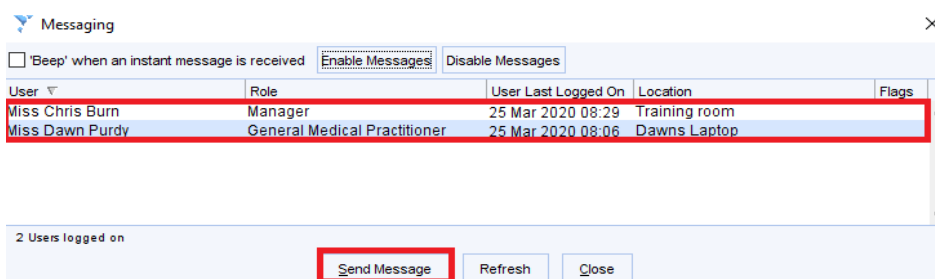 Messaging
'Beep' when an instant message is received Enable Messages Disable Messages
User Role User Last Logged On Location Flags
Miss Chris Burn Manager 25 Mar 2020 08:29 Training room
Miss Dawn Purdy General Medical Practitioner 25 Mar 2020 08:06 Dawns Laptop
2 Users logged on
Send Message Refresh Close